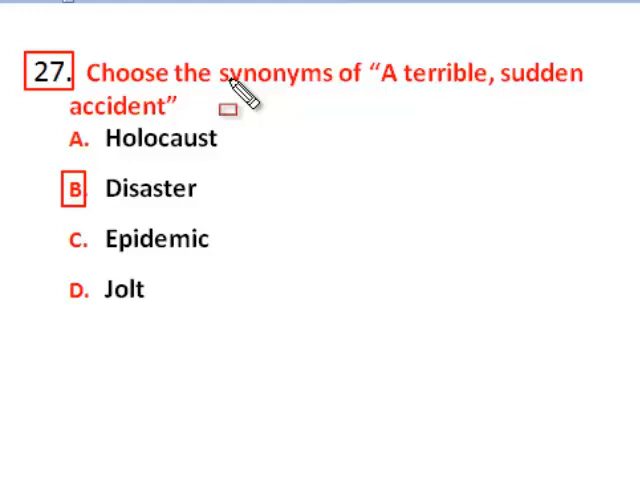 27. Choose the synonyms of “A terrible, sudden
accident”
A. Holocaust
B. Disaster
C. Epidemic
D. Jolt